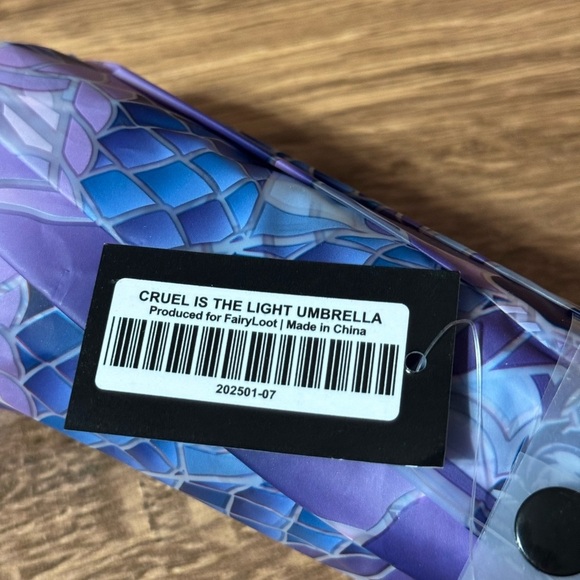 CRUEL IS THE LIGHT UMBRELLA
Produced for FairyLoot | Made in China
202501-07